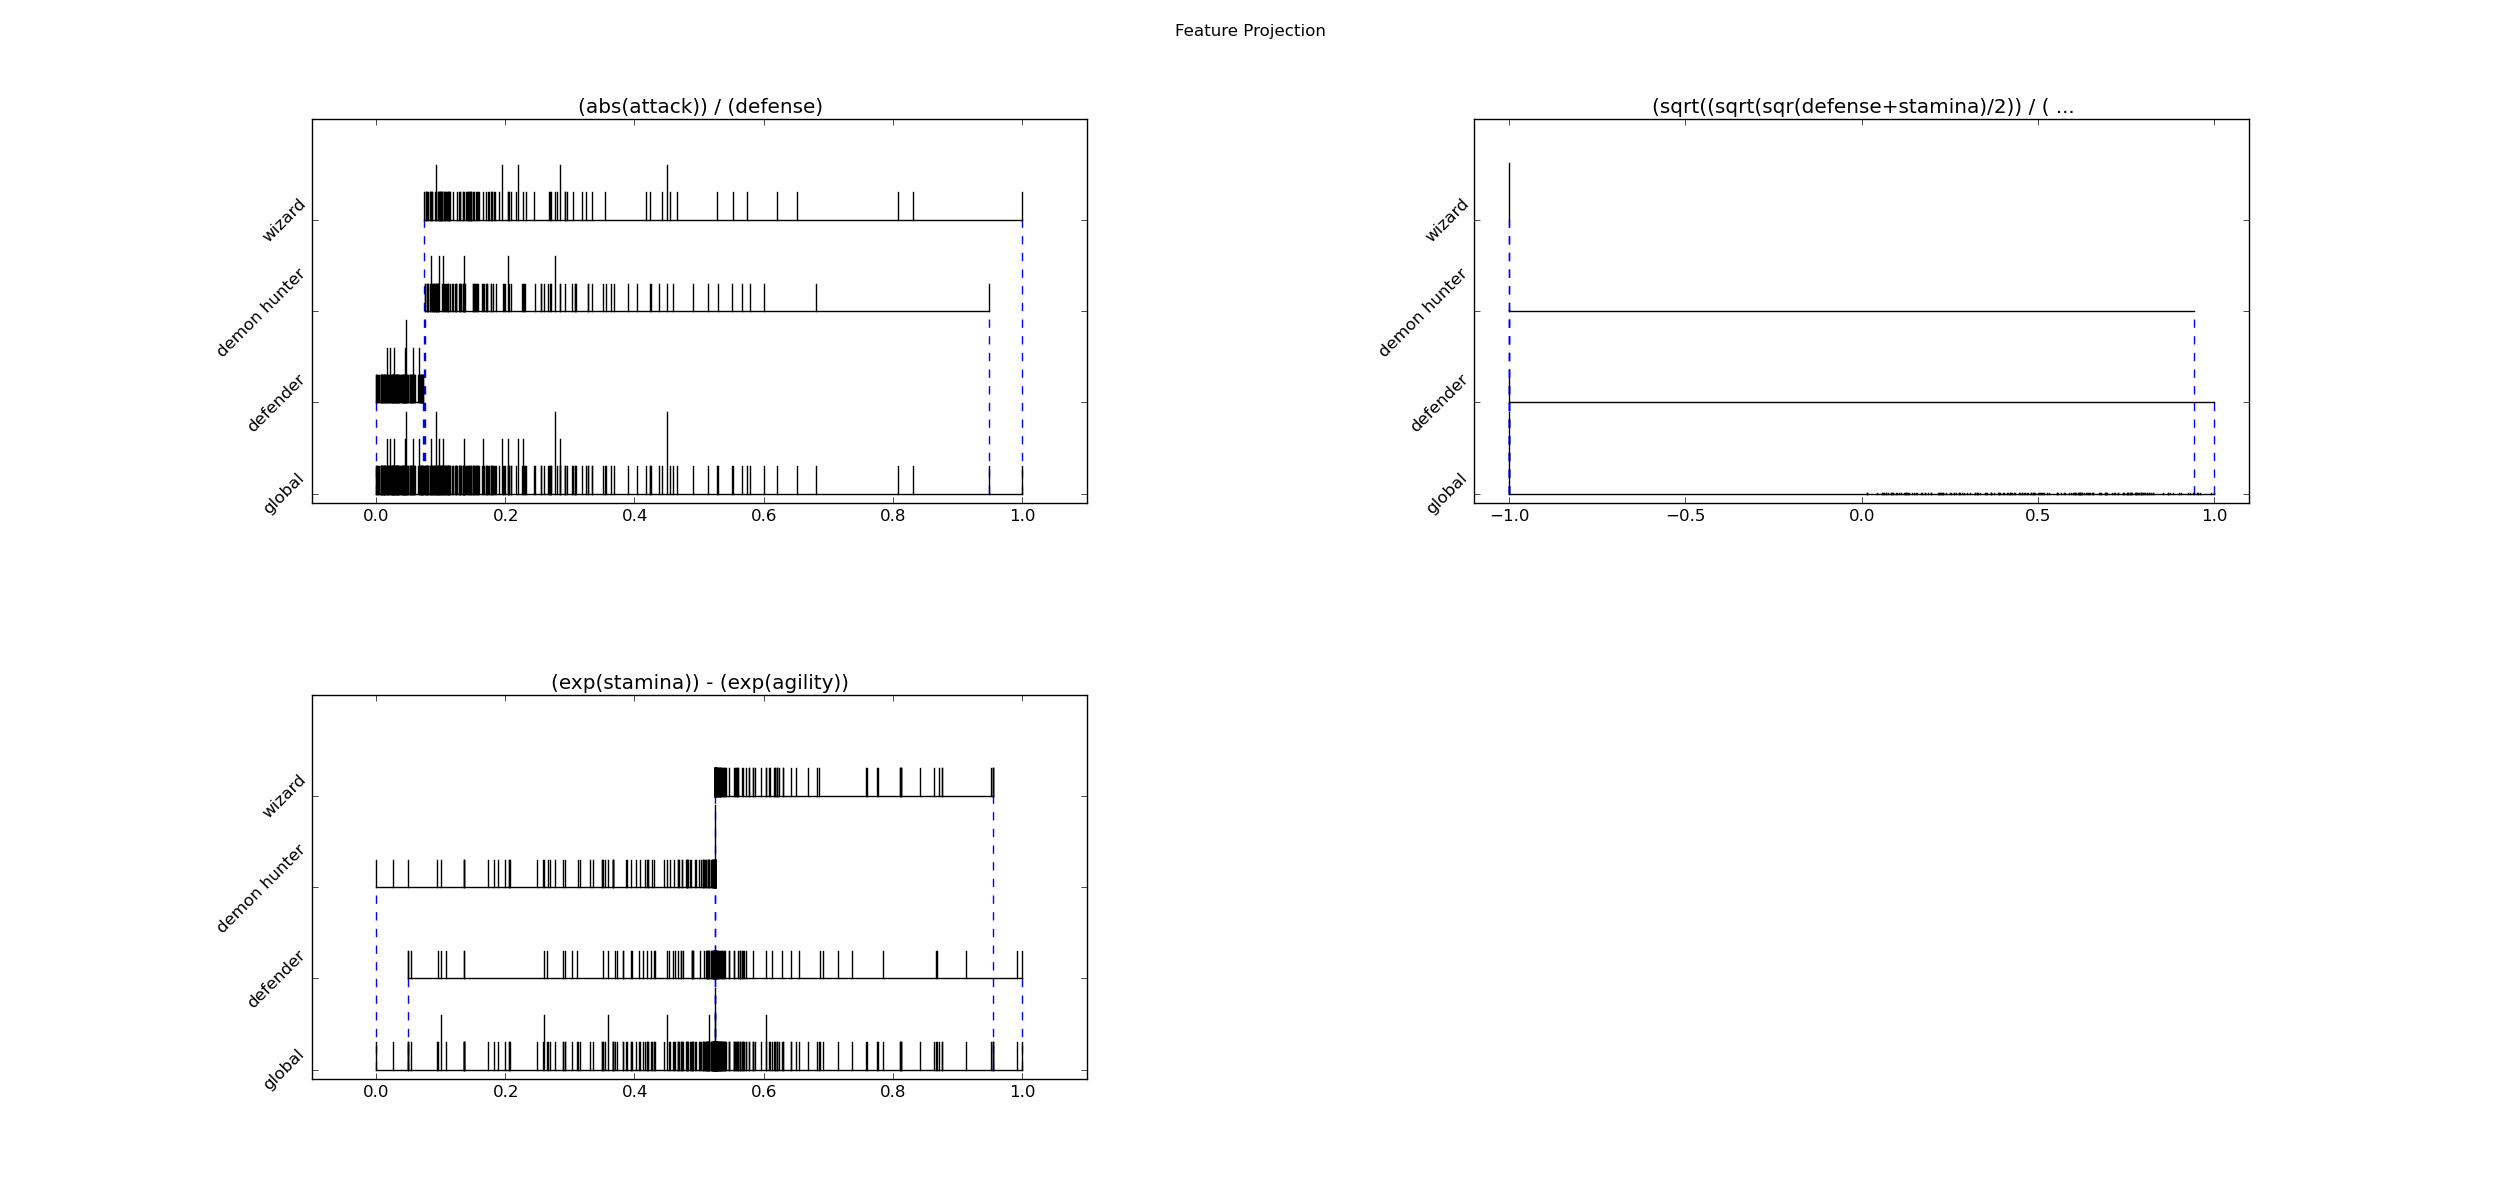 Feature Projection
(abs(attack)) / (defense)
wizard
demon hunter
defender
global
0.0 0.2 0.4 0.6 0.8 1.0
(sqrt((sqrt(sqr(defense+stamina)/2)) / ( ...
wizard
demon hunter
defender
global
−1.0 −0.5 0.0 0.5 1.0
(exp(stamina)) - (exp(agility))
wizard
demon hunter
defender
global
0.0 0.2 0.4 0.6 0.8 1.0